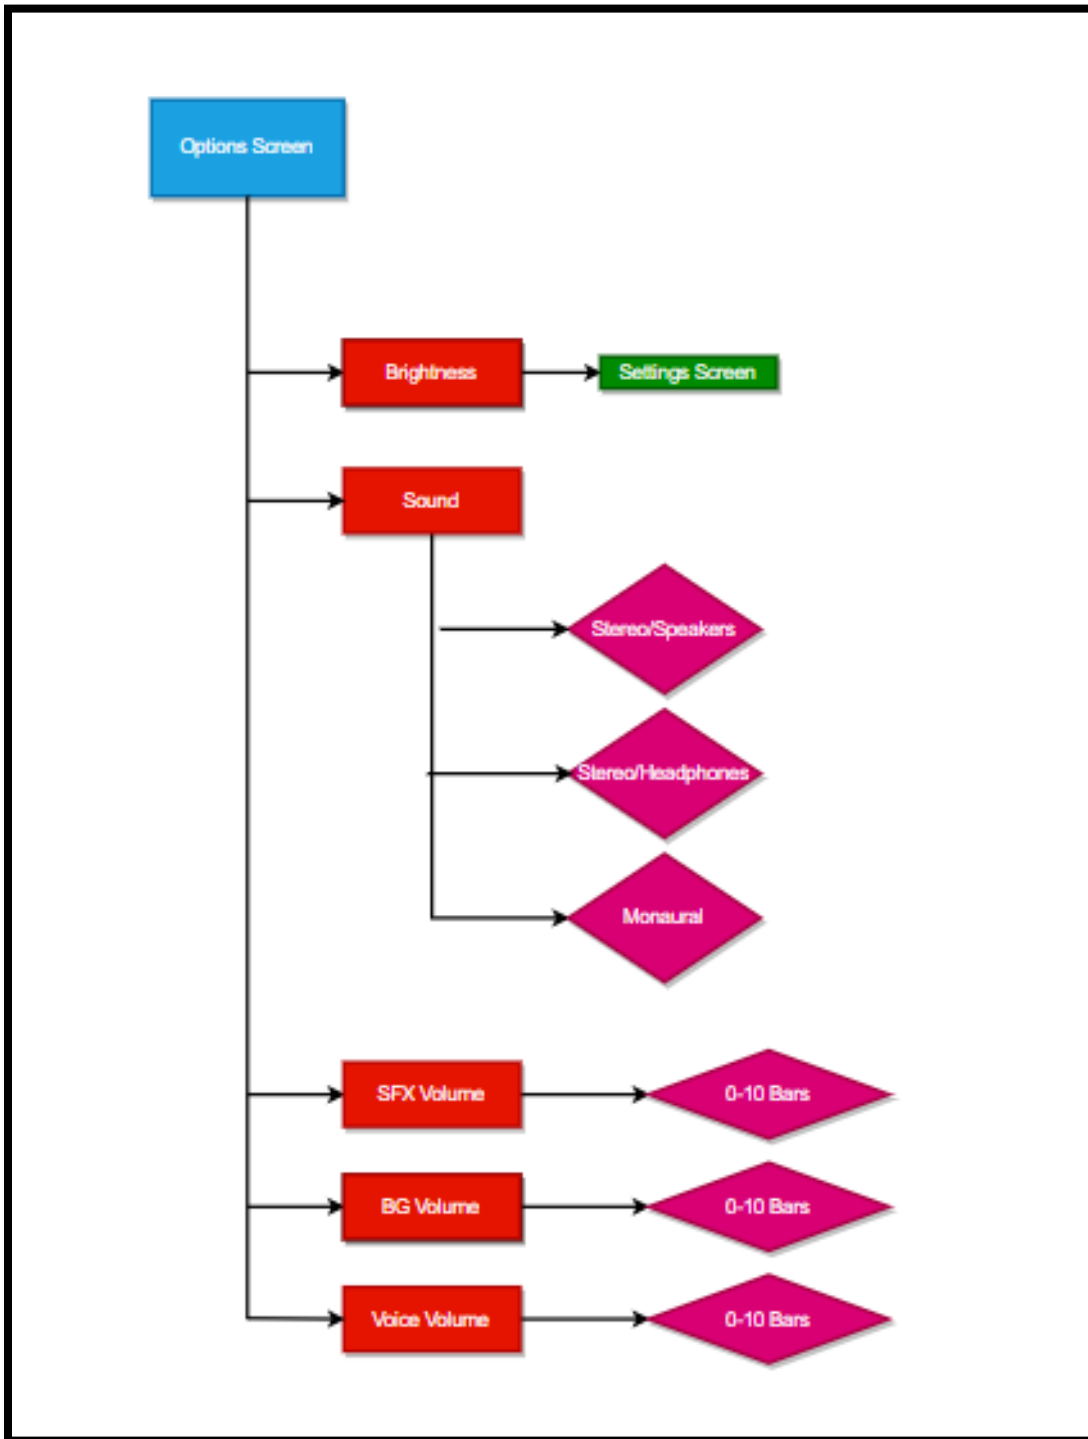 Options Screen
Brightness
Settings Screen
Sound
Stereo/Speakers
Stereo/Headphones
Monaural
SFX Volume
0-10 Bars
BG Volume
0-10 Bars
Voice Volume
0-10 Bars